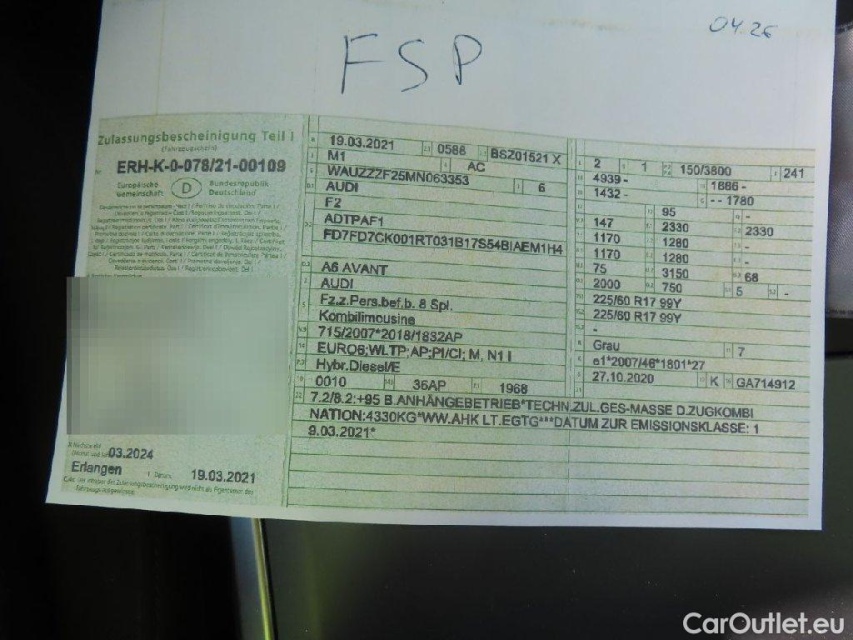 04.26
FSP
Zulassungsbescheinigung Teil I
(Fahrzeugschein)
ERH-K-0-078/21-00109
Europäische Gemeinschaft
D
Bundesrepublik Deutschland
03.2024
Erlangen
19.03.2021
19.03.2021 0588 BSZ01521 X
M1 AC
WAUZZZF25MN063353 6
AUDI
F2
ADTPAF1
FD7FD7CK001RT031B17S54BIAEM1H4
A6 AVANT
AUDI
Fz.z.Pers.bef.b. 8 Spl.
Kombilimousine
715/2007*2018/1832AP
EURO6;WLTP;AP;PI/CI; M, N1 I
Hybr.Diesel/E
0010 36AP 1968
2 1 150/3800 241
4939 - 1886 -
1432 - - - 1780
95 -
147 2330 2330
1170 1280 -
1170 1280 -
75 3150 68
2000 750 5 -
225/60 R17 99Y
225/60 R17 99Y
-
Grau 7
e1*2007/46*1801*27
27.10.2020 K GA714912
7.2/8.2:+95 B.ANHÄNGEBETRIEB*TECHN.ZUL.GES-MASSE D.ZUGKOMBI
NATION:4330KG*WW.AHK LT.EGTG***DATUM ZUR EMISSIONSKLASSE: 1
9.03.2021*
CarOutlet.eu